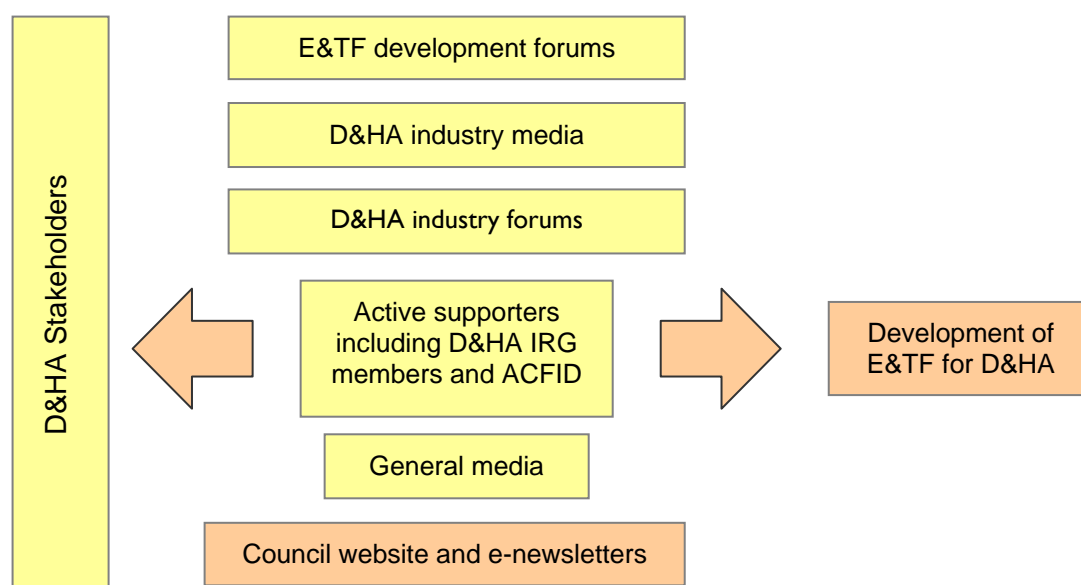 D&HA Stakeholders
E&TF development forums
D&HA industry media
D&HA industry forums
Active supporters
including D&HA IRG
members and ACFID
General media
Council website and e-newsletters
Development of
E&TF for D&HA